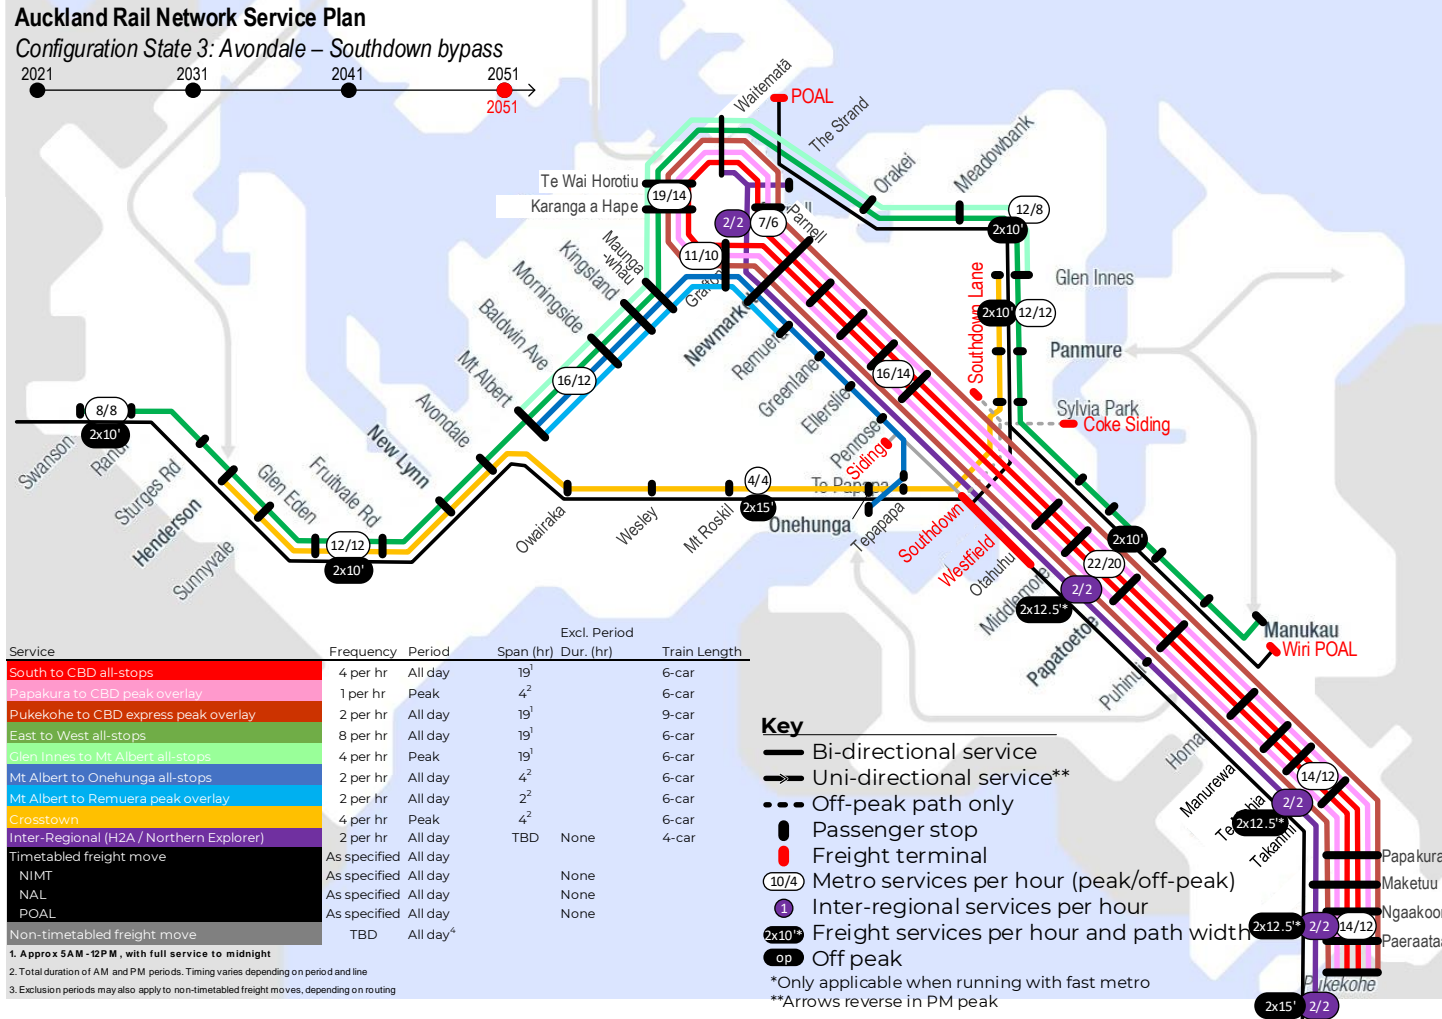 Auckland Rail Network Service Plan
Configuration State 3: Avondale – Southdown bypass
2021 2031 2041 2051
2051
Waitematā
POAL
The Strand
Orakei
Meadowbank
Te Wai Horotiu
Karanga a Hape
19/14
2/2
7/6
Parnell
12/8
2x10'
Maunga
-whau
11/10
Kingsland
Morningside
Baldwin Ave
Mt Albert
Newmark
Remuera
Greenlane
Ellerslie
Penrose
Southdown Lane
Glen Innes
2x10'
12/12
Panmure
Sylvia Park
Coke Siding
16/12
16/14
Avondale
New Lynn
8/8
2x10'
Swanson
Ranui
Sturges Rd
Henderson
Sunnyvale
Glen Eden
Fruitvale Rd
12/12
2x10'
Siding
Te Papapa
4/4
2x15'
Onehunga
Tepapapa
Owairaka
Wesley
Mt Roskil
Southdown
Westfield
Otahuhu
Middlemore
2x10'
22/20
2/2
2x12.5'*
Papatoetoe
Puhinui
Manukau
Wiri POAL
Homai
Manurewa
Te
hia
Takanini
14/12
2/2
2x12.5'*
Papakura
Maketuu
Ngaakoor
Paerataa
2x12.5'*
2/2
14/12
Pukekohe
2x15'
2/2
Excl. Period
Service Frequency Period Span (hr) Dur. (hr) Train Length
South to CBD all-stops 4 per hr All day 19¹ 6-car
Papakura to CBD peak overlay 1 per hr Peak 4² 6-car
Pukekohe to CBD express peak overlay 2 per hr All day 19¹ 9-car
East to West all-stops 8 per hr All day 19¹ 6-car
Glen Innes to Mt Albert all-stops 4 per hr Peak 19¹ 6-car
Mt Albert to Onehunga all-stops 2 per hr All day 4² 6-car
Mt Albert to Remuera peak overlay 2 per hr All day 2² 6-car
Crosstown 4 per hr Peak 4² 6-car
Inter-Regional (H2A / Northern Explorer) 2 per hr All day TBD None 4-car
Timetabled freight move As specified All day
NIMT As specified All day None
NAL As specified All day None
POAL As specified All day None
Non-timetabled freight move TBD All day⁴
1. Approx 5AM-12PM, with full service to midnight
2. Total duration of AM and PM periods. Timing varies depending on period and line
3. Exclusion periods may also apply to non-timetabled freight moves, depending on routing
Key
Bi-directional service
Uni-directional service**
Off-peak path only
Passenger stop
Freight terminal
10/4 Metro services per hour (peak/off-peak)
1 Inter-regional services per hour
2x10'* Freight services per hour and path width
op Off peak
*Only applicable when running with fast metro
**Arrows reverse in PM peak